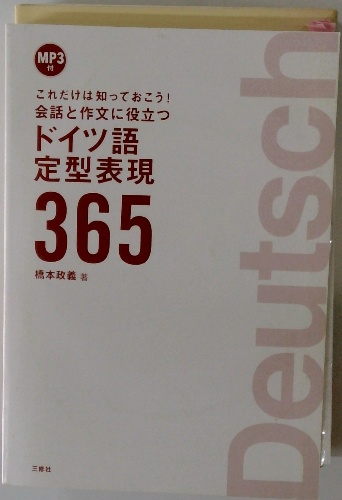 MP3
付
これだけは知っておこう!
会話と作文に役立つ
ドイツ語
定型表現
365
橋本政義 著
Deutsch
三修社